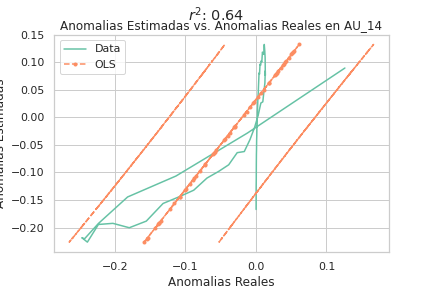 r²: 0.64
Anomalias Estimadas vs. Anomalias Reales en AU_14
Data
OLS
0.15
0.10
0.05
0.00
−0.05
−0.10
−0.15
−0.20
−0.2
−0.1
0.0
0.1
Anomalias Reales
Anomalias Estimadas